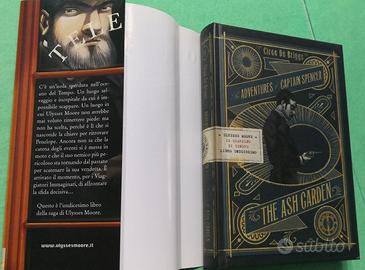 TELE
C'è un'isola sperduta nell'oce-
ano del Tempo. Un luogo sel-
vaggio e inospitale da cui è im-
possibile scappare. Un luogo in
cui Ulysses Moore non avrebbe
mai voluto rimettere piede: ma
non ha scelta, perché è lì che si
nasconde la chiave per ritrovare
Penelope. Ancora non sa che la
catena degli eventi si è messa in
moto e che il suo nemico più pe-
ricoloso sta tornando dal passato
per scatenare la sua vendetta. È
arrivato il momento, per i Viag-
giatori Immaginari, di affrontare
la sfida decisiva...
Questo è l'undicesimo libro
della saga di Ulysses Moore.
www.ulyssesmoore.it
Circe De Briggs
ADVENTURES OF CAPTAIN SPENCER
ULYSSES MOORE
IL GIARDINO
DI CENERE
LIBRO UNDICESIMO
THE ASH GARDEN
subito